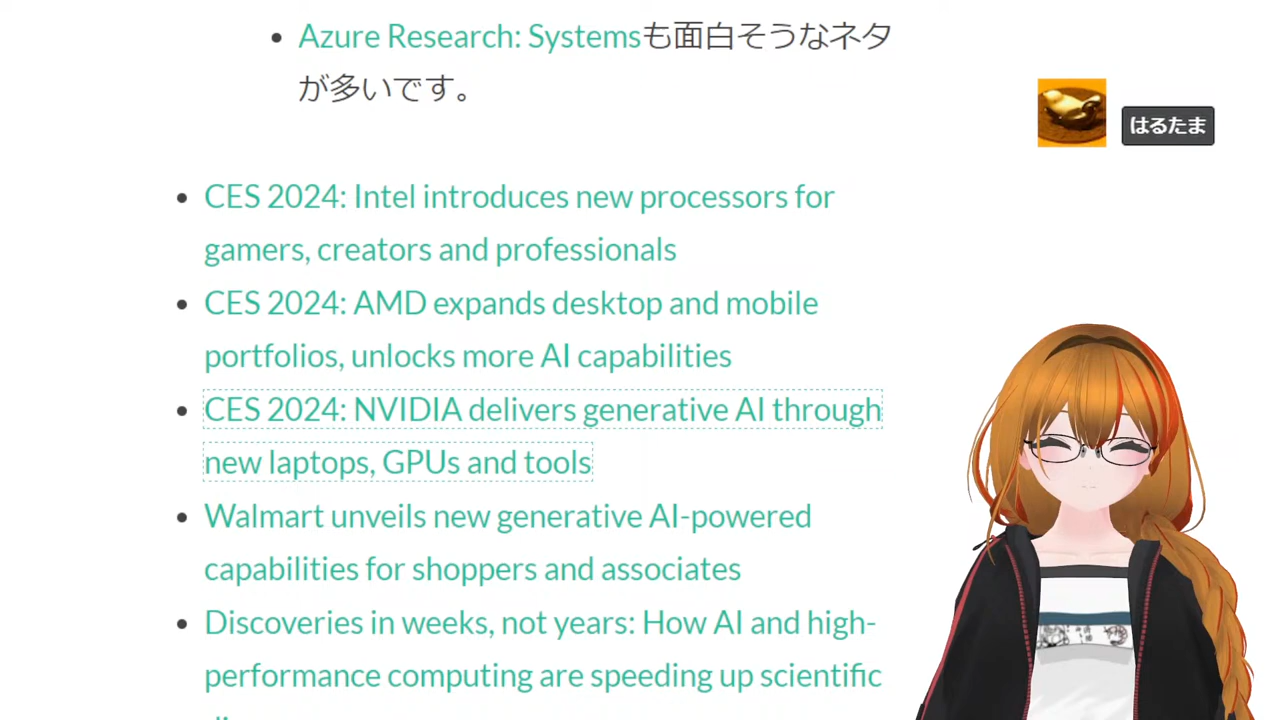 Azure Research: Systemsも面白そうなネタ
が多いです。
はるたま
CES 2024: Intel introduces new processors for
gamers, creators and professionals
CES 2024: AMD expands desktop and mobile
portfolios, unlocks more AI capabilities
CES 2024: NVIDIA delivers generative AI through
new laptops, GPUs and tools
Walmart unveils new generative AI-powered
capabilities for shoppers and associates
Discoveries in weeks, not years: How AI and high-
performance computing are speeding up scientific